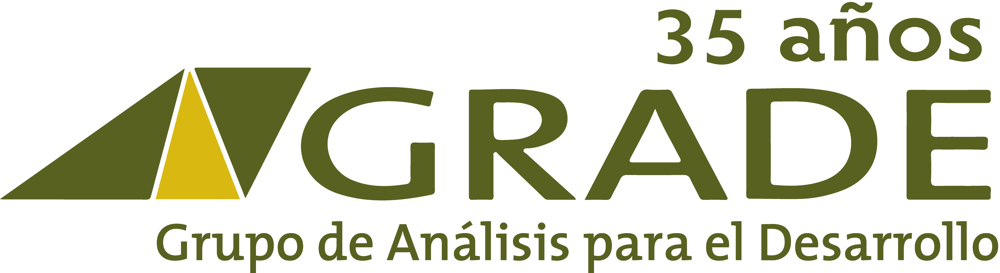 35 años
GRADE
Grupo de Análisis para el Desarrollo